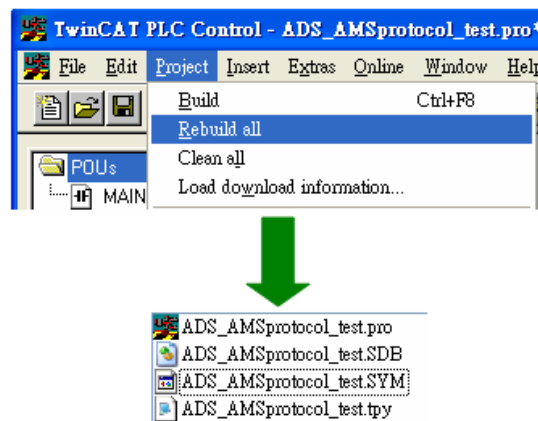 TwinCAT PLC Control - ADS_AMSprotocol_test.pro*
File Edit Project Insert Extras Online Window Help
Build Ctrl+F8
Rebuild all
Clean all
Load download information...
POUs
MAIN
ADS_AMSprotocol_test.pro
ADS_AMSprotocol_test.SDB
ADS_AMSprotocol_test.SYM
ADS_AMSprotocol_test.tpy